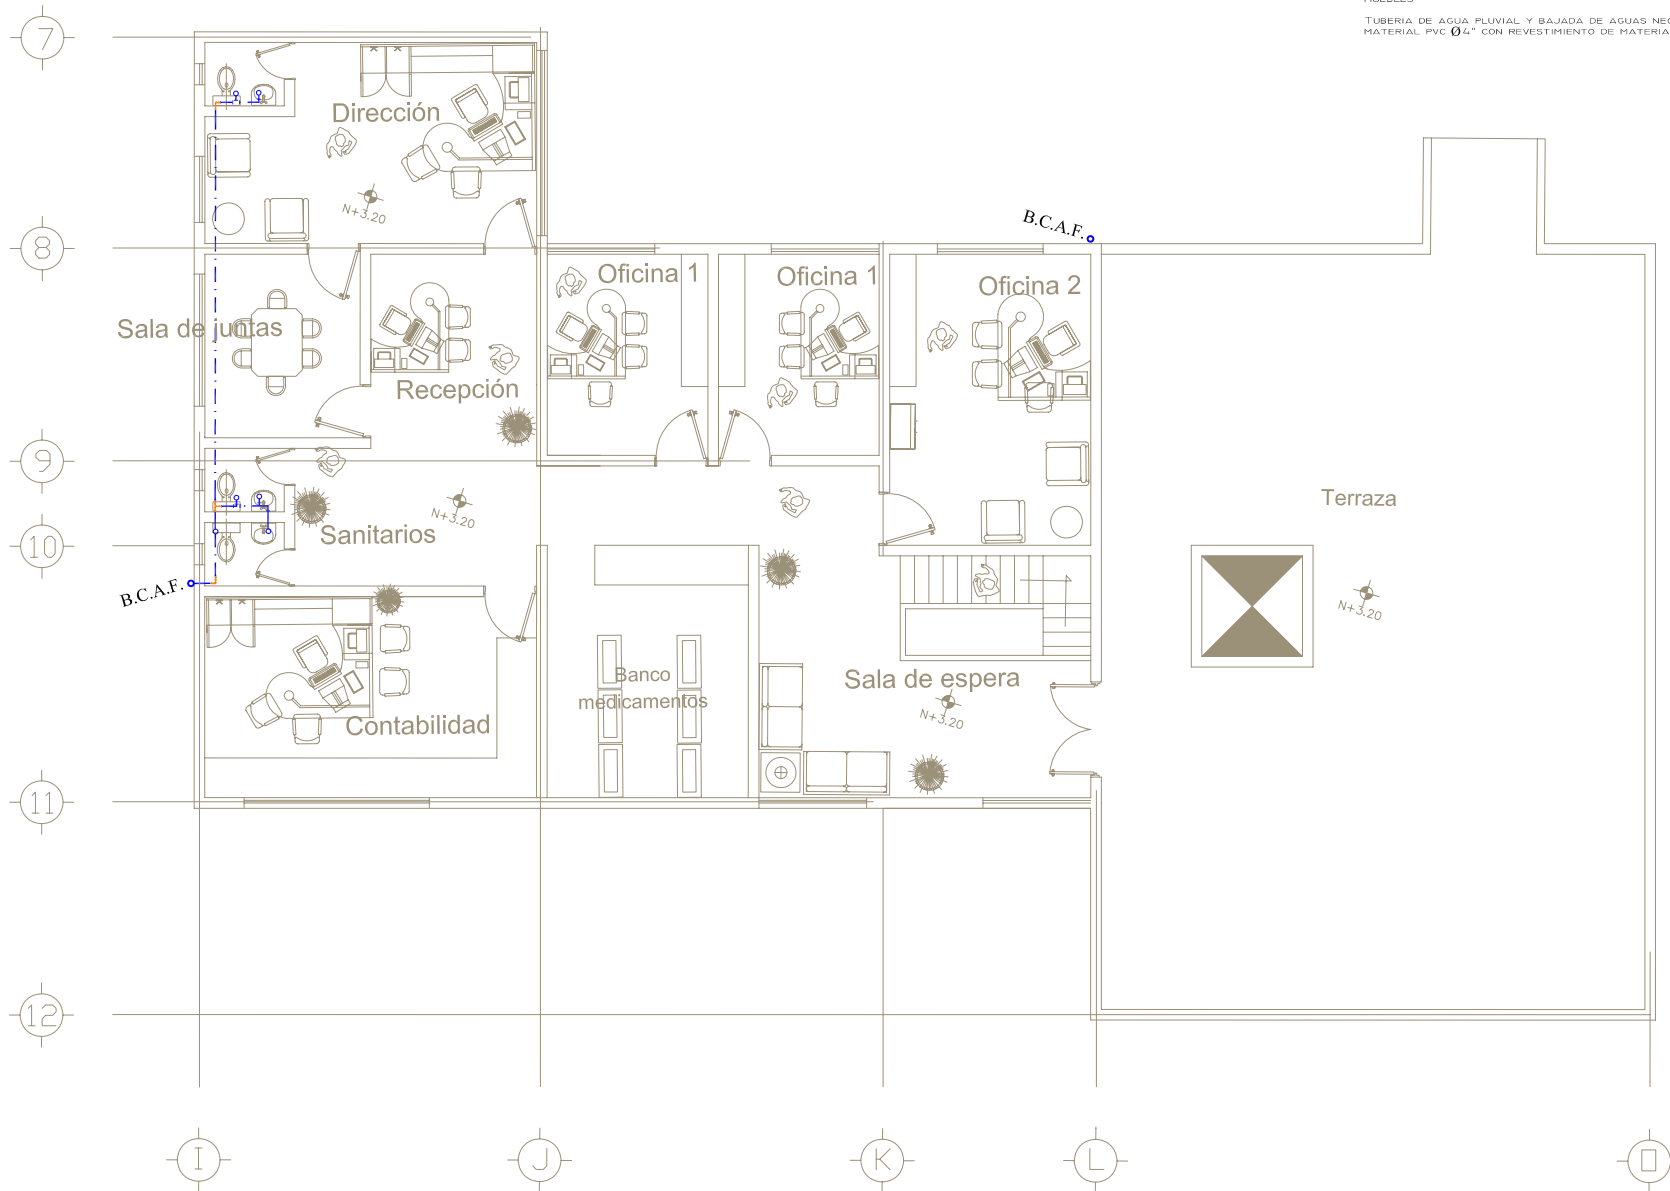 MUEBLES
TUBERIA DE AGUA PLUVIAL Y BAJADA DE AGUAS NEG
MATERIAL PVC Ø4" CON REVESTIMIENTO DE MATERIA
7
Dirección
N+3.20
B.C.A.F.
8
Oficina 1
Oficina 1
Oficina 2
Sala de juntas
Recepción
9
N+3.20
Terraza
Sanitarios
10
B.C.A.F.
N+3.20
Banco
medicamentos
Sala de espera
N+3.20
Contabilidad
11
12
I
J
K
L
O